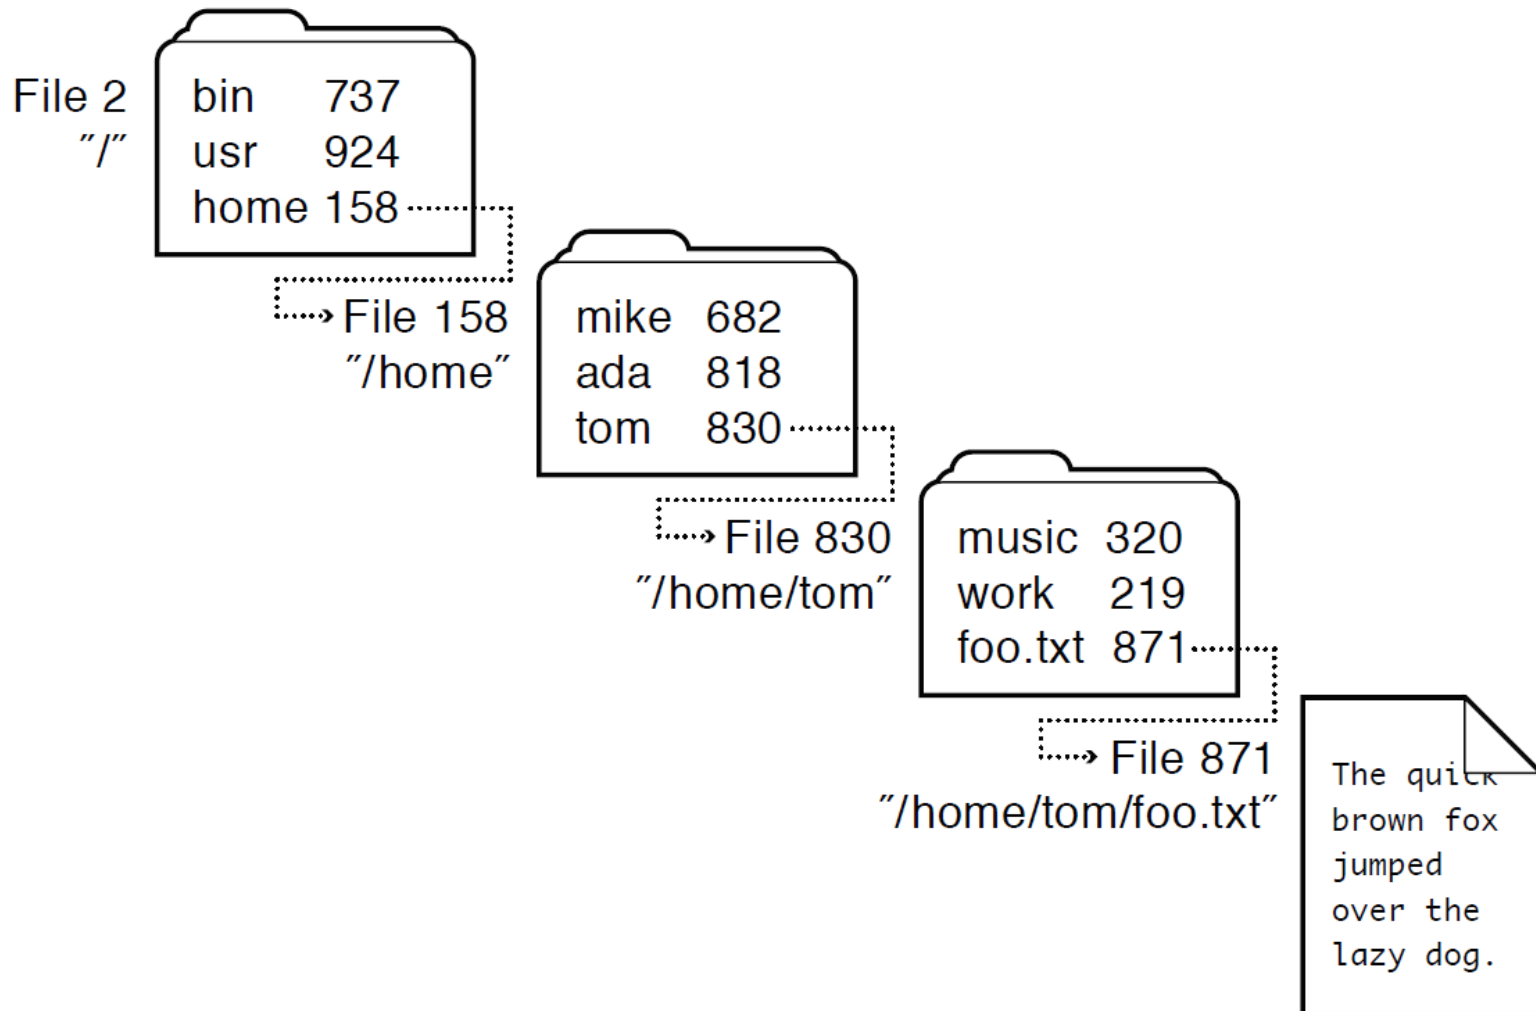 File 2
"/"
bin 737
usr 924
home 158
File 158
"/home"
mike 682
ada 818
tom 830
File 830
"/home/tom"
music 320
work 219
foo.txt 871
File 871
"/home/tom/foo.txt"
The quick
brown fox
jumped
over the
lazy dog.